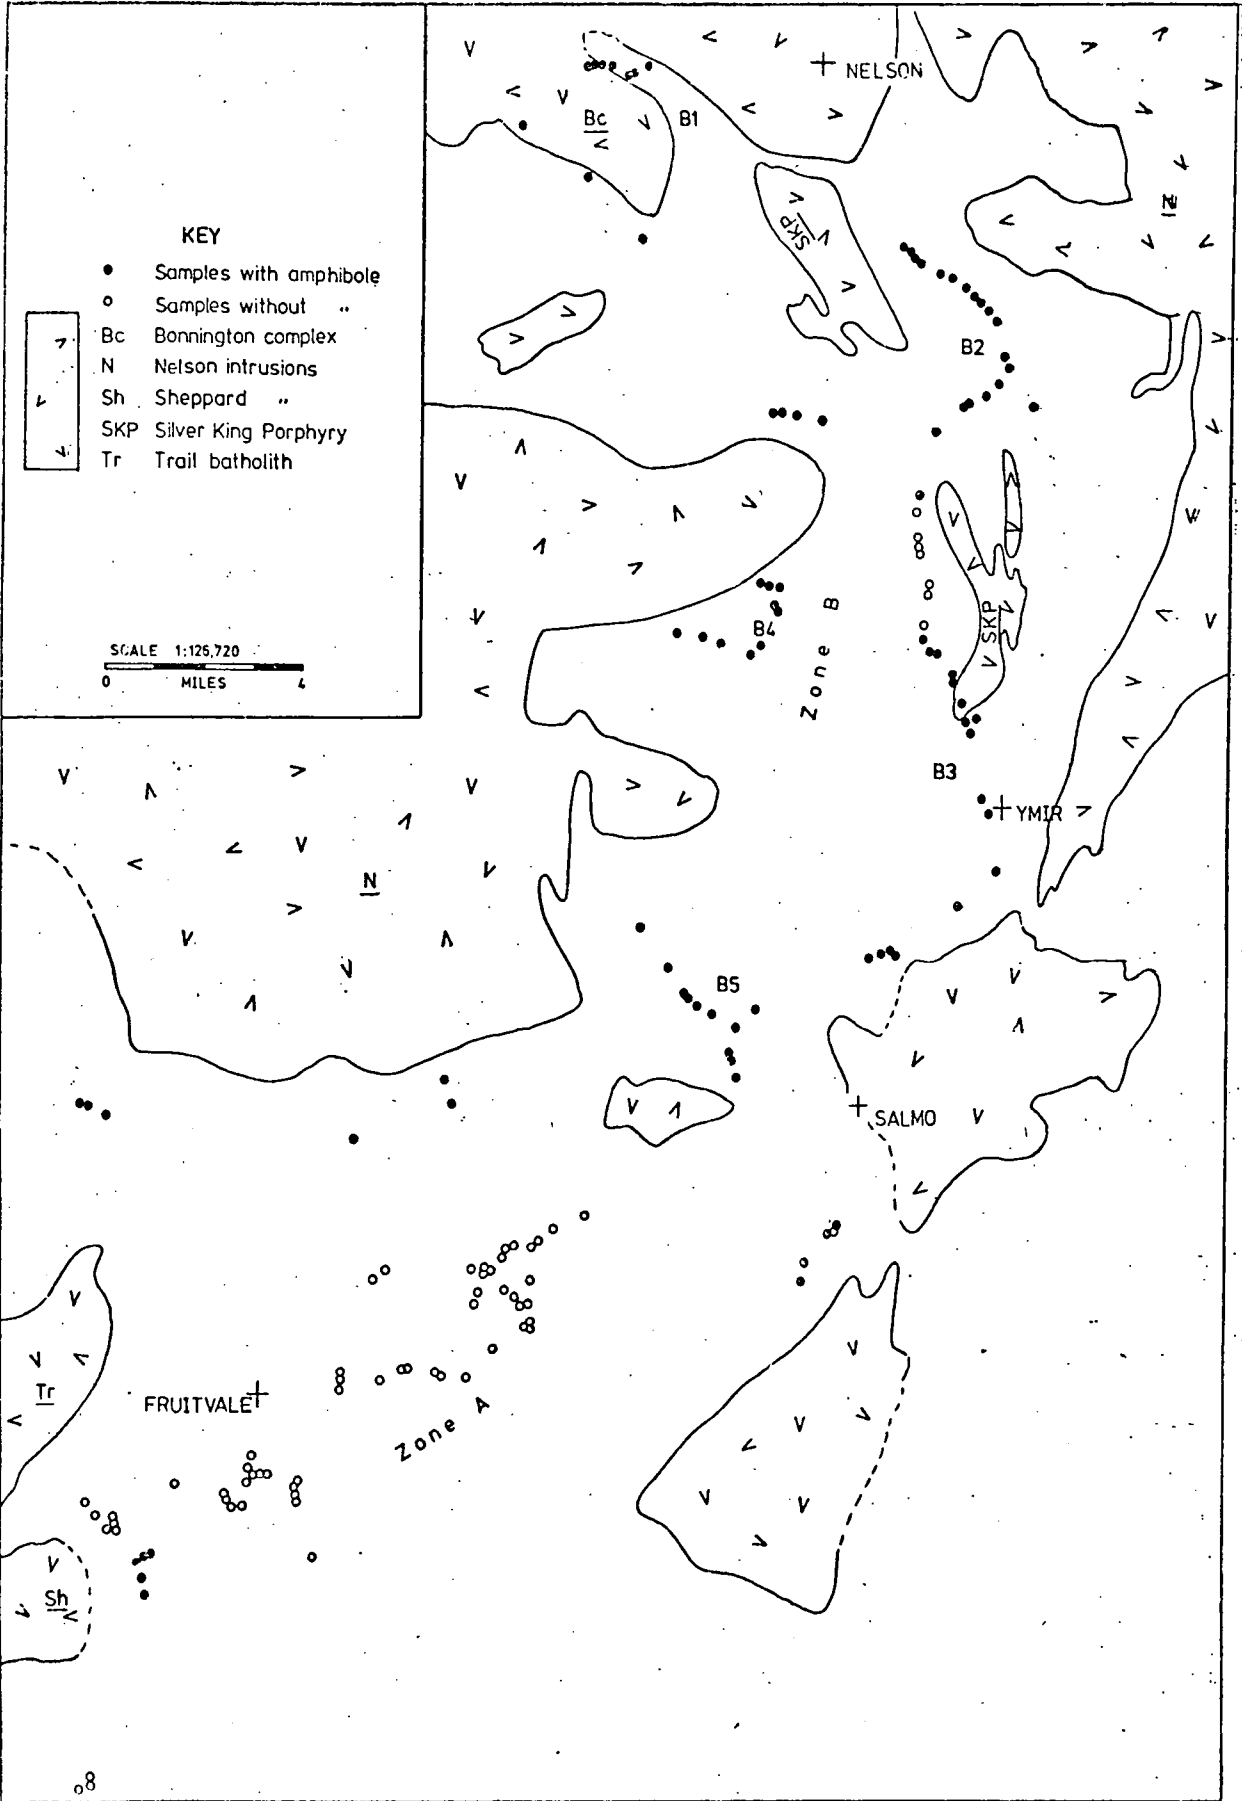 NELSON
Bc
B1
SKP
N
KEY
Samples with amphibole
Samples without "
Bc Bonnington complex
N Nelson intrusions
Sh Sheppard "
SKP Silver King Porphyry
Tr Trail batholith
B2
SCALE 1:126,720
0 MILES 4
B4
Zone B
SKP
B3
YMIR
N
B5
SALMO
Tr
FRUITVALE
Zone A
Sh
8